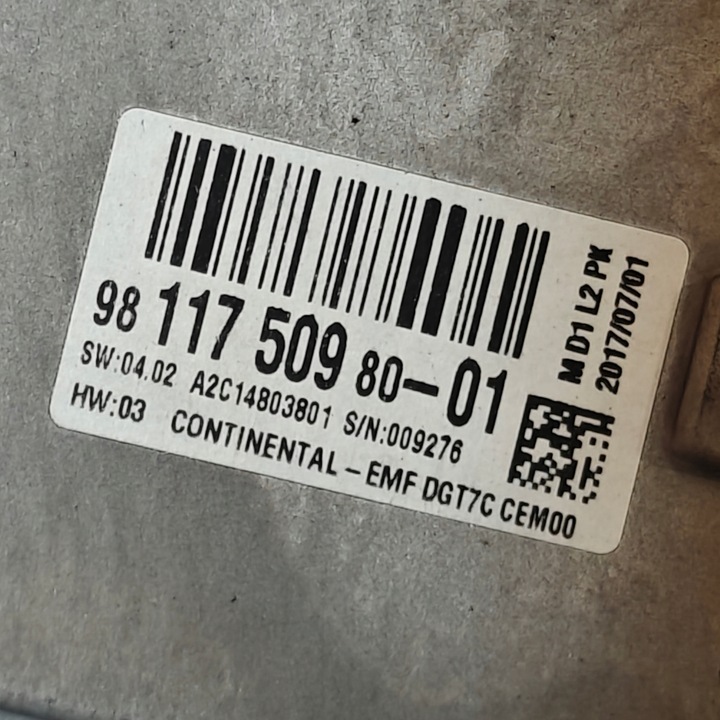 98 117 509 80-01
SW:04.02 A2C14803801 S/N:009276
HW:03 CONTINENTAL - EMF DGT7C CEM00
M D1 L2 PK
2017/07/01